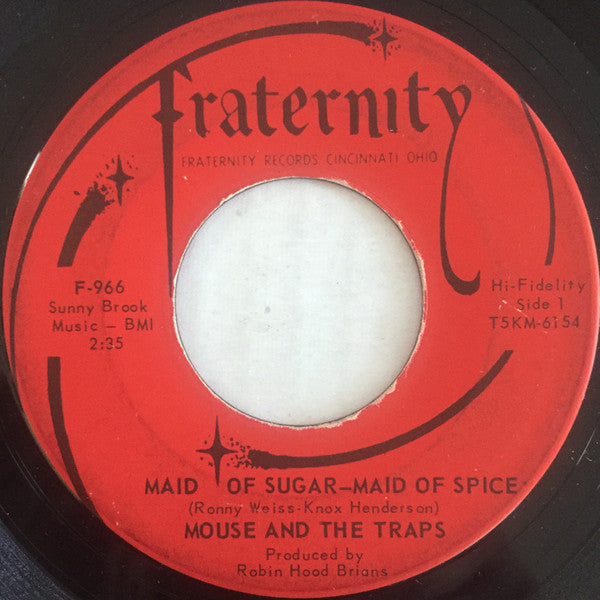 Fraternity
FRATERNITY RECORDS CINCINNATI OHIO
F-966
Sunny Brook
Music - BMI
2:35
Hi-Fidelity
Side 1
T5KM-6154
MAID OF SUGAR-MAID OF SPICE
(Ronny Weiss-Knox Henderson)
MOUSE AND THE TRAPS
Produced by
Robin Hood Brians